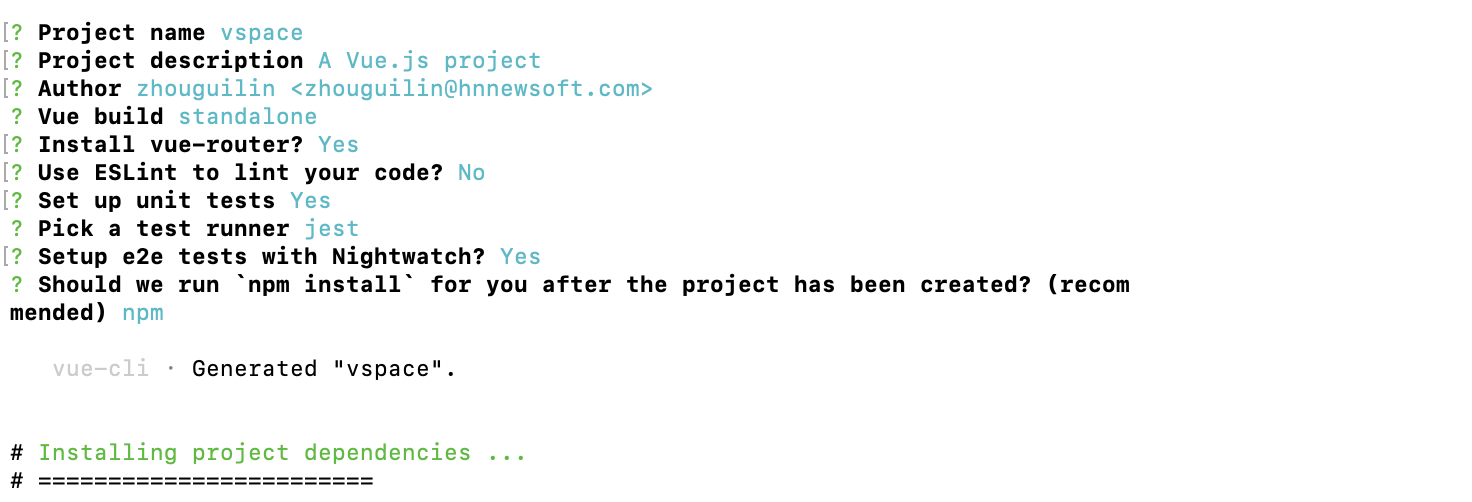 [? Project name vspace
[? Project description A Vue.js project
[? Author zhouguilin <zhouguilin@hnnewsoft.com>
? Vue build standalone
[? Install vue-router? Yes
[? Use ESLint to lint your code? No
[? Set up unit tests Yes
? Pick a test runner jest
[? Setup e2e tests with Nightwatch? Yes
? Should we run `npm install` for you after the project has been created? (recom
mended) npm
vue-cli · Generated "vspace".
# Installing project dependencies ...
# ========================